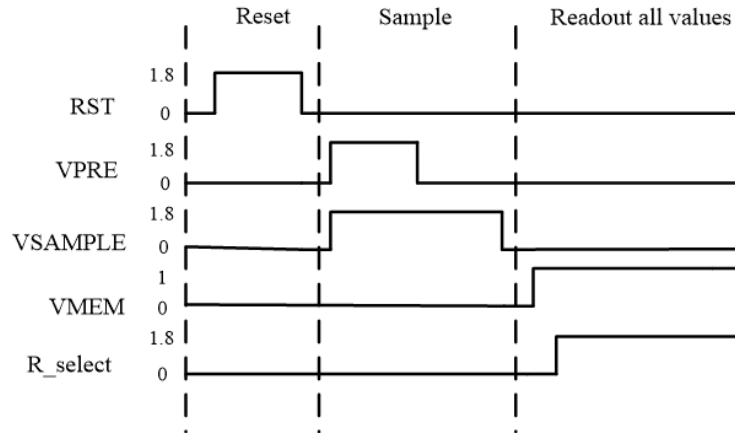 Reset Sample Readout all values
1.8
RST 0
1.8
VPRE 0
1.8
VSAMPLE 0
1
VMEM 0
1.8
R_select 0